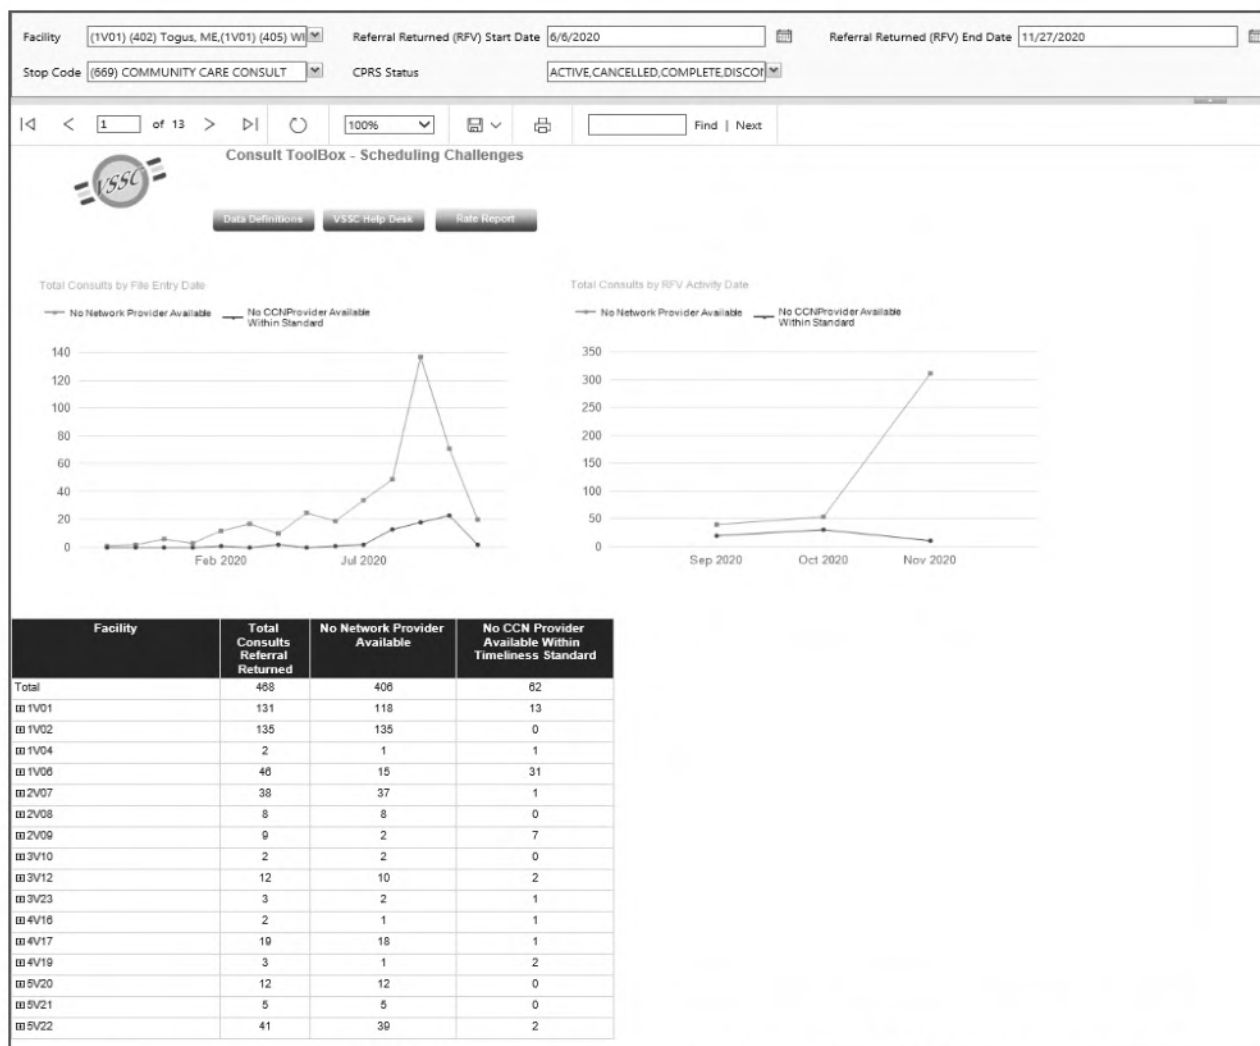 Facility (1V01) (402) Togus, ME,(1V01) (405) WI Referral Returned (RFV) Start Date 6/6/2020 Referral Returned (RFV) End Date 11/27/2020
Stop Code (669) COMMUNITY CARE CONSULT CPRS Status ACTIVE,CANCELLED,COMPLETE,DISCON
1 of 13 100% Find | Next
VSSC
Consult ToolBox - Scheduling Challenges
Data Definitions VSSC Help Desk Rate Report
Total Consults by File Entry Date
No Network Provider Available No CCNProvider Available
Within Standard
140
120
100
80
60
40
20
0
Feb 2020 Jul 2020
Total Consults by RFV Activity Date
No Network Provider Available No CCNProvider Available
Within Standard
350
300
250
200
150
100
50
0
Sep 2020 Oct 2020 Nov 2020
Facility Total Consults Referral Returned No Network Provider Available No CCN Provider Available Within Timeliness Standard
Total 468 406 62
1V01 131 118 13
1V02 135 135 0
1V04 2 1 1
1V06 46 15 31
2V07 38 37 1
2V08 8 8 0
2V09 9 2 7
3V10 2 2 0
3V12 12 10 2
3V23 3 2 1
4V16 2 1 1
4V17 19 18 1
4V19 3 1 2
5V20 12 12 0
5V21 5 5 0
5V22 41 39 2